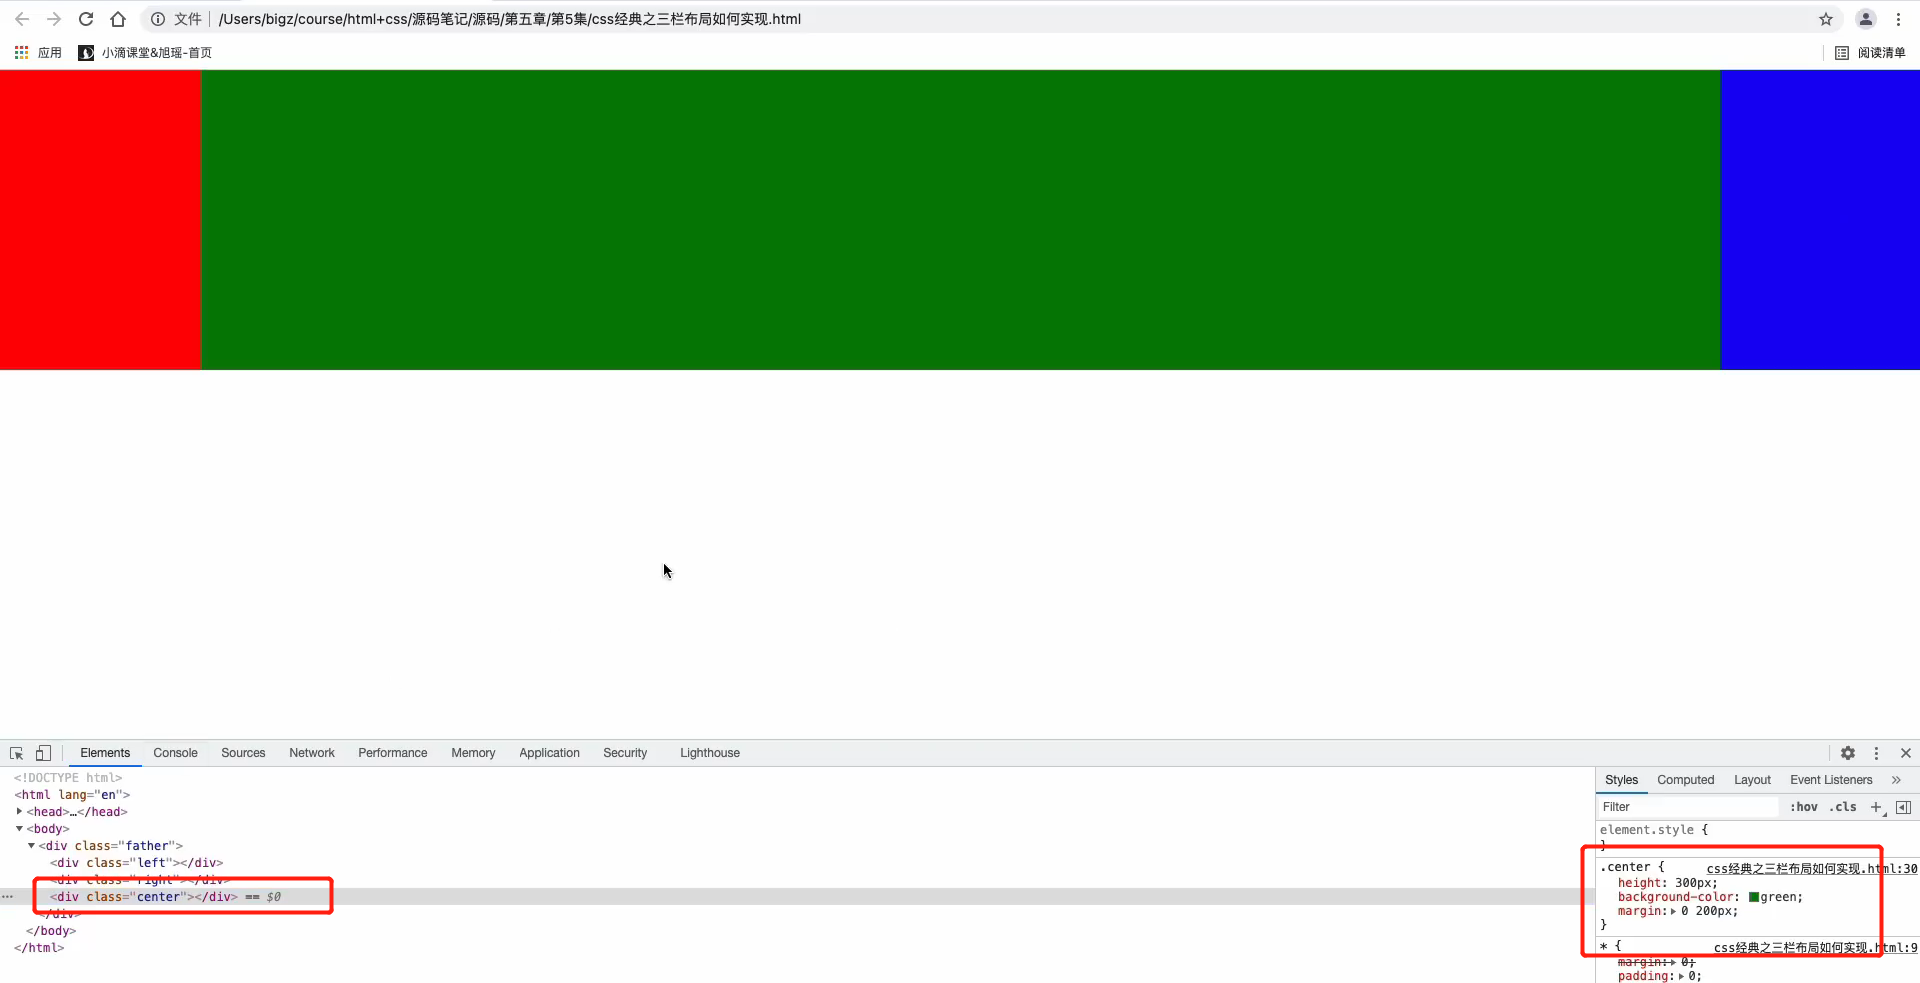 文件 /Users/bigz/course/html+css/源码笔记/源码/第五章/第5集/css经典之三栏布局如何实现.html
应用 小滴课堂&旭瑶-首页 阅读清单
Elements Console Sources Network Performance Memory Application Security Lighthouse
<!DOCTYPE html>
<html lang="en">
<head>…</head>
<body>
<div class="father">
<div class="left"></div>
<div class="right"></div>
<div class="center"></div> == $0
</div>
</body>
</html>
Styles Computed Layout Event Listeners »
Filter :hov .cls +
element.style {
}
.center { css经典之三栏布局如何实现.html:30
height: 300px;
background-color: green;
margin: 0 200px;
}
* { css经典之三栏布局如何实现.html:9
margin: 0;
padding: 0;